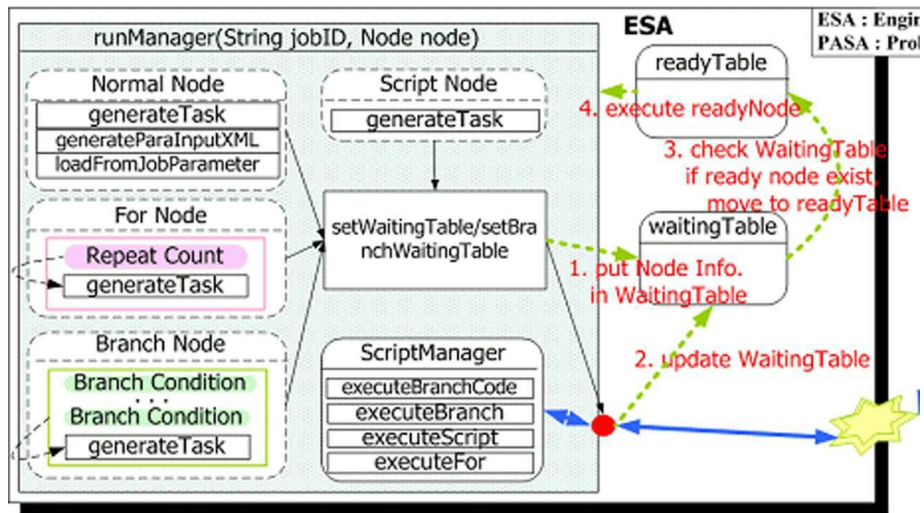 ESA
ESA : Engin
PASA : Prol
runManager(String jobID, Node node)
Normal Node
generateTask
generateParaInputXML
loadFromJobParameter
Script Node
generateTask
readyTable
4. execute readyNode
3. check WaitingTable
if ready node exist,
move to readyTable
For Node
Repeat Count
generateTask
setWaitingTable/setBra
nchWaitingTable
waitingTable
1. put Node Info.
in WaitingTable
2. update WaitingTable
Branch Node
Branch Condition
...
Branch Condition
generateTask
ScriptManager
executeBranchCode
executeBranch
executeScript
executeFor